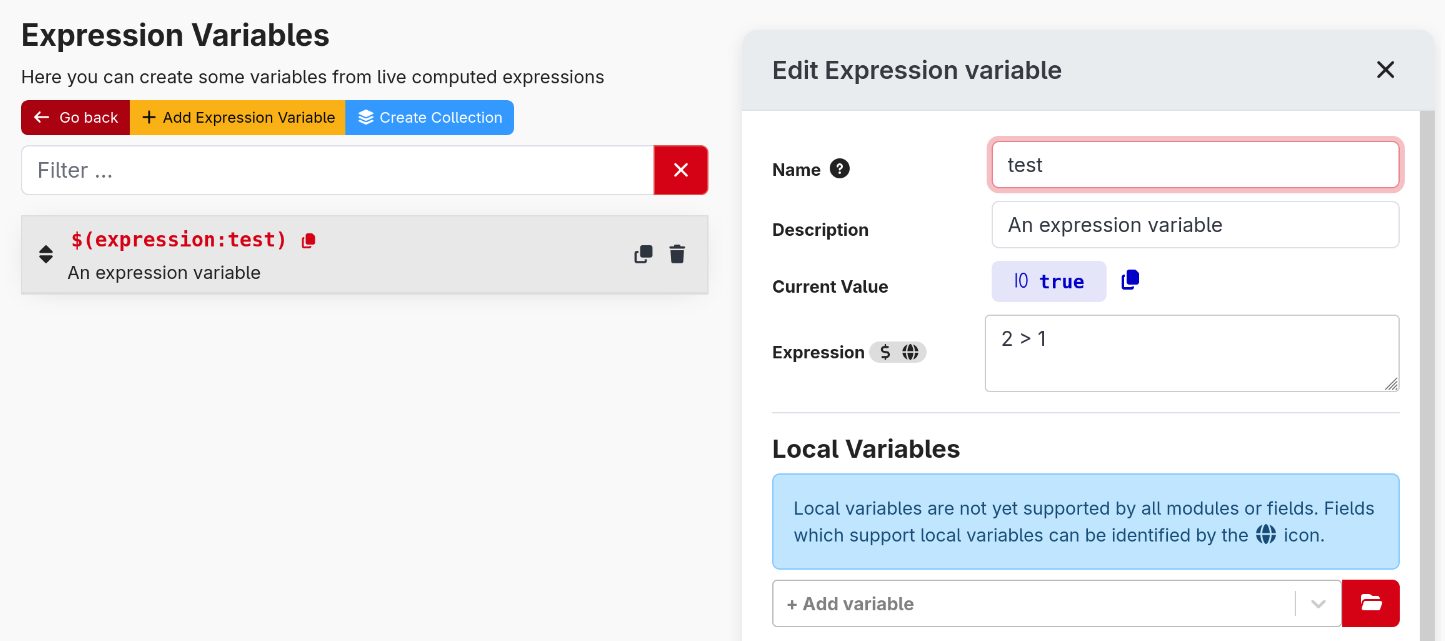 Expression Variables
Here you can create some variables from live computed expressions
Go back
Add Expression Variable
Create Collection
Filter ...
$(expression:test)
An expression variable
Edit Expression variable
Name
test
Description
An expression variable
Current Value
true
Expression $
2 > 1
Local Variables
Local variables are not yet supported by all modules or fields. Fields
which support local variables can be identified by the icon.
+ Add variable